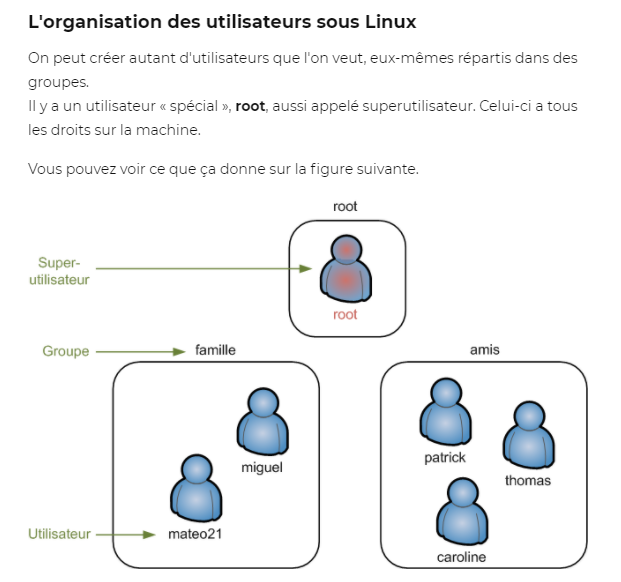 L'organisation des utilisateurs sous Linux
On peut créer autant d'utilisateurs que l'on veut, eux-mêmes répartis dans des
groupes.
Il y a un utilisateur « spécial », root, aussi appelé superutilisateur. Celui-ci a tous
les droits sur la machine.
Vous pouvez voir ce que ça donne sur la figure suivante.
root
Super-
utilisateur
root
Groupe
famille
amis
miguel
patrick
thomas
Utilisateur
mateo21
caroline